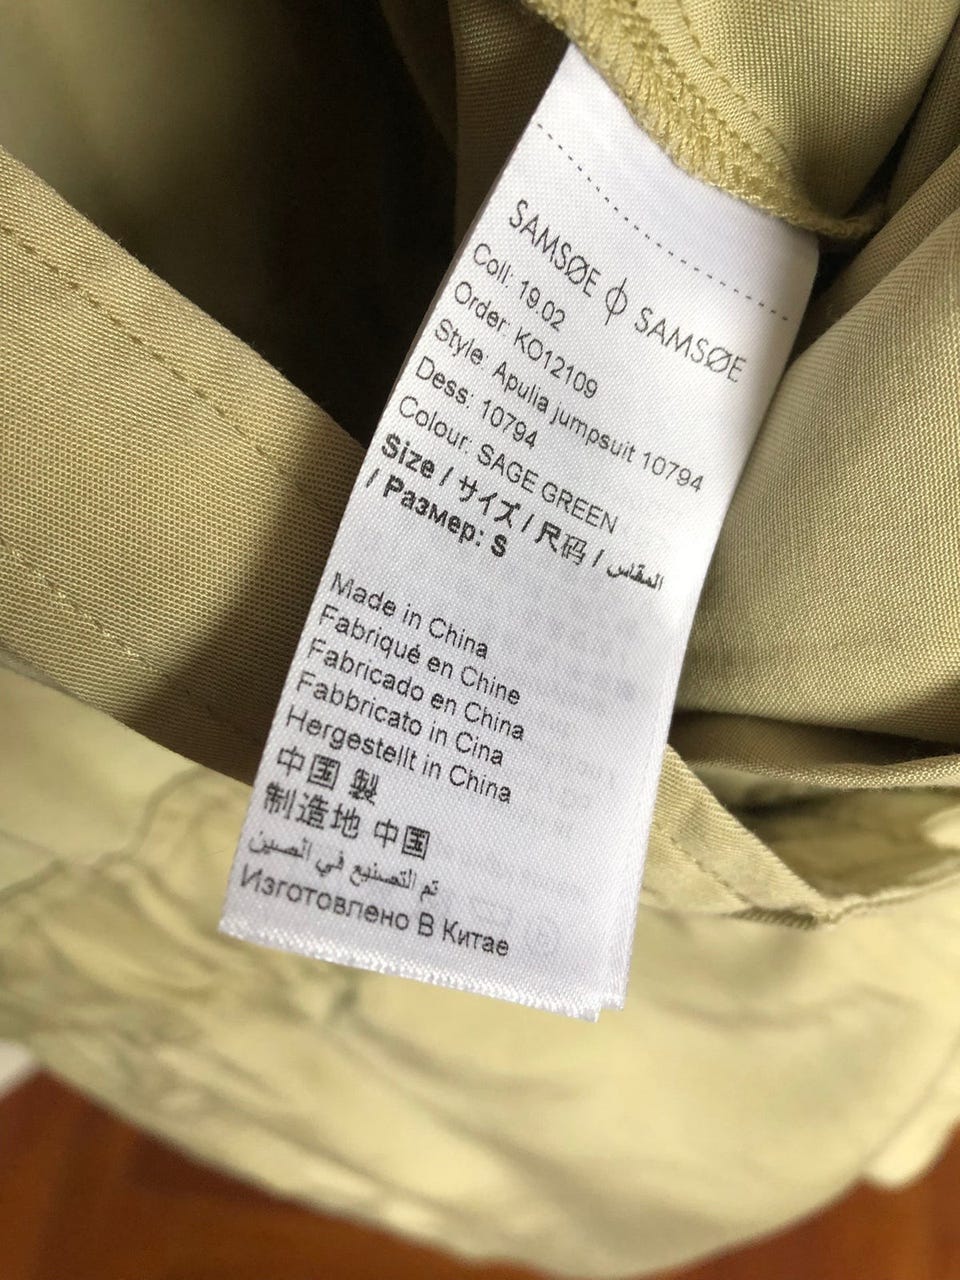 SAMSØE ϕ SAMSØE
Coll: 19.02
Order: KO12109
Style: Apulia jumpsuit 10794
Dess: 10794
Colour: SAGE GREEN
Size / サイズ / 尺码 / المقاس
/ Размер: S
Made in China
Fabriqué en Chine
Fabricado en China
Fabbricato in Cina
Hergestellt in China
中国 製
制造地 中国
تم التصنيع في الصين
Изготовлено В Китае